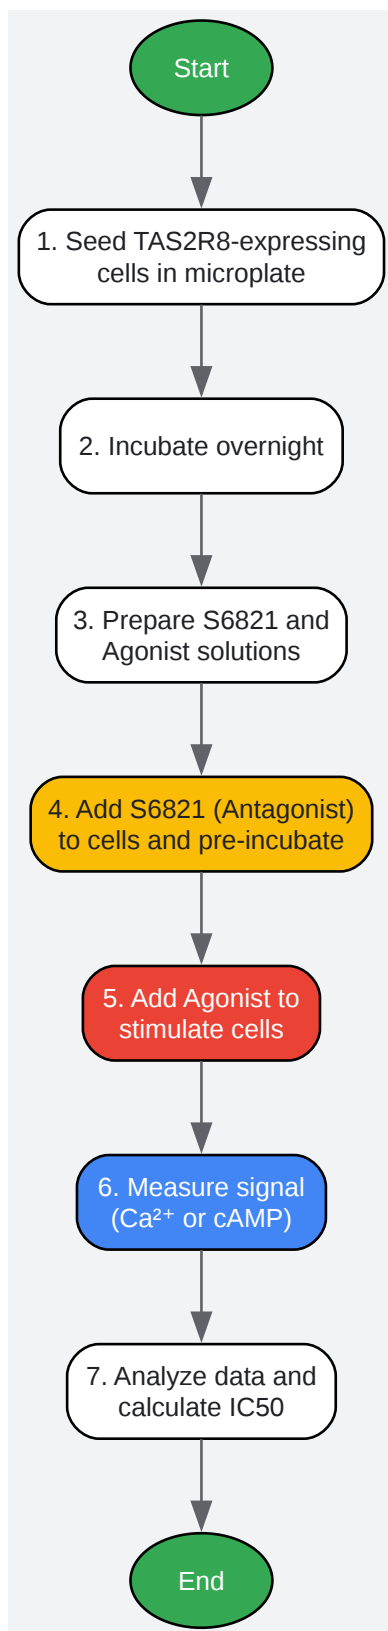 Start
1. Seed TAS2R8-expressing
cells in microplate
2. Incubate overnight
3. Prepare S6821 and
Agonist solutions
4. Add S6821 (Antagonist)
to cells and pre-incubate
5. Add Agonist to
stimulate cells
6. Measure signal
(Ca²⁺ or cAMP)
7. Analyze data and
calculate IC50
End